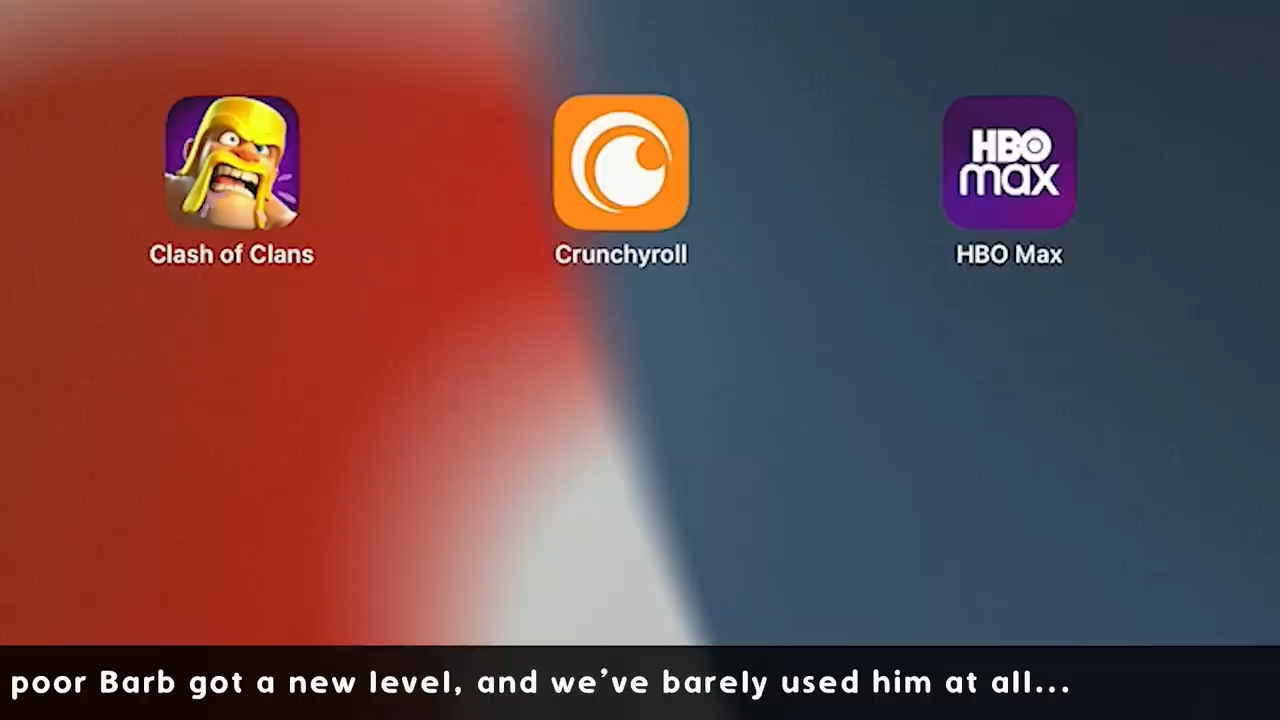 HBO
max
Clash of Clans
Crunchyroll
HBO Max
poor Barb got a new level, and we've barely used him at all...